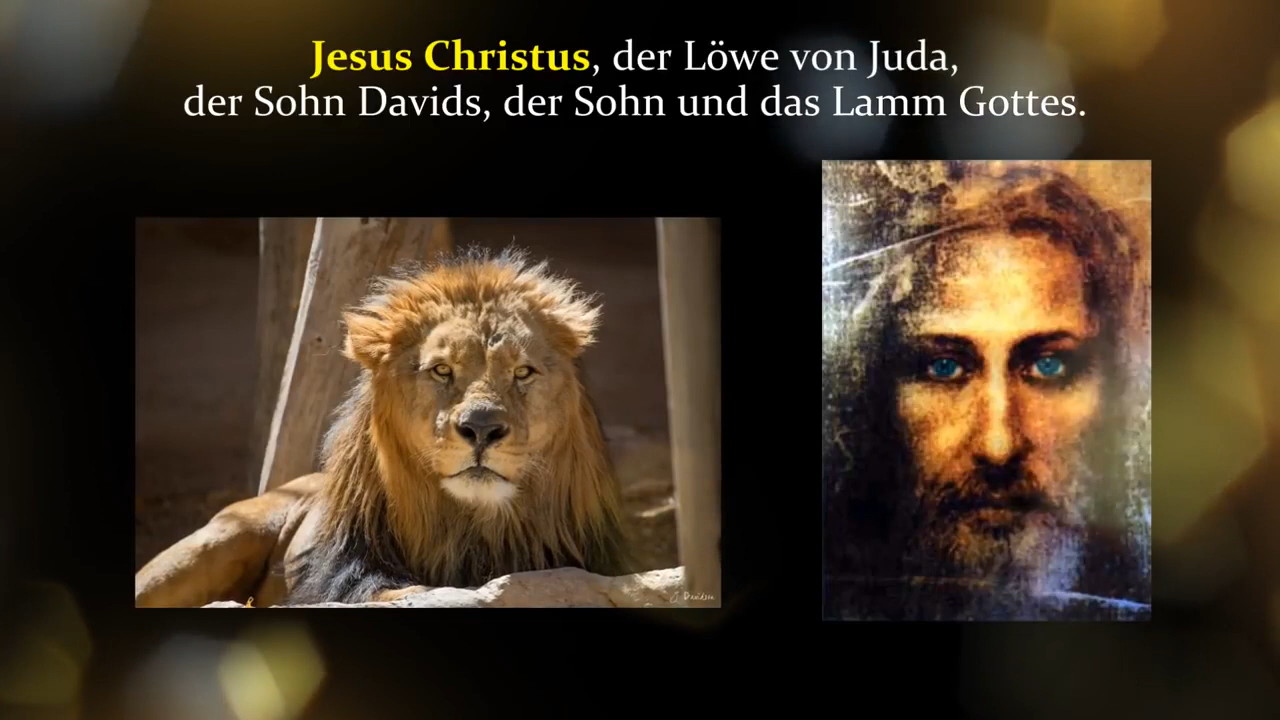 Jesus Christus, der Löwe von Juda,
der Sohn Davids, der Sohn und das Lamm Gottes.